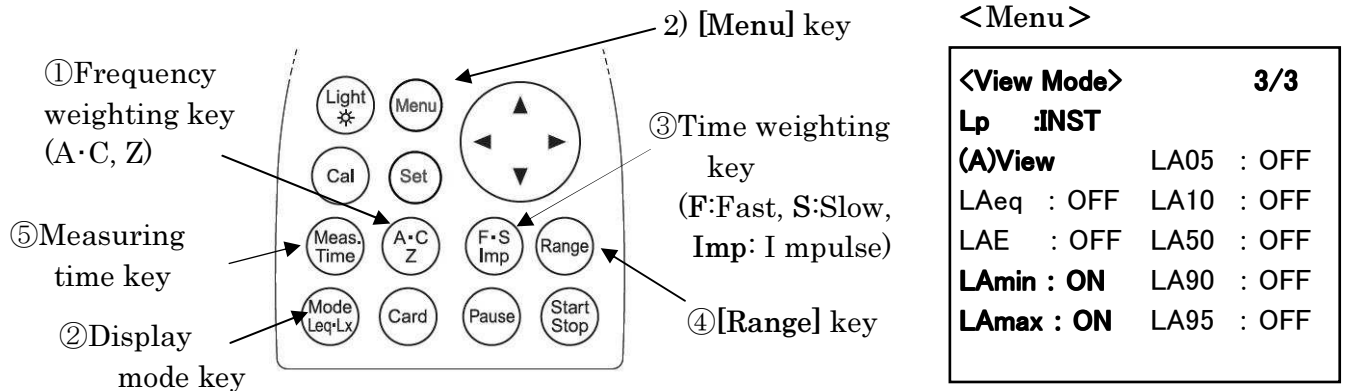 ①Frequency
weighting key
(A･C, Z)
⑤Measuring
time key
②Display
mode key
2) [Menu] key
③Time weighting
key
(F:Fast, S:Slow,
Imp: I mpulse)
④[Range] key
Light
Menu
Cal
Set
Meas.
Time
A･C
Z
F･S
Imp
Range
Mode
Leq･Lx
Card
Pause
Start
Stop
＜Menu＞
<View Mode> 3/3
Lp :INST
(A)View LA05 : OFF
LAeq : OFF LA10 : OFF
LAE : OFF LA50 : OFF
LAmin : ON LA90 : OFF
LAmax : ON LA95 : OFF